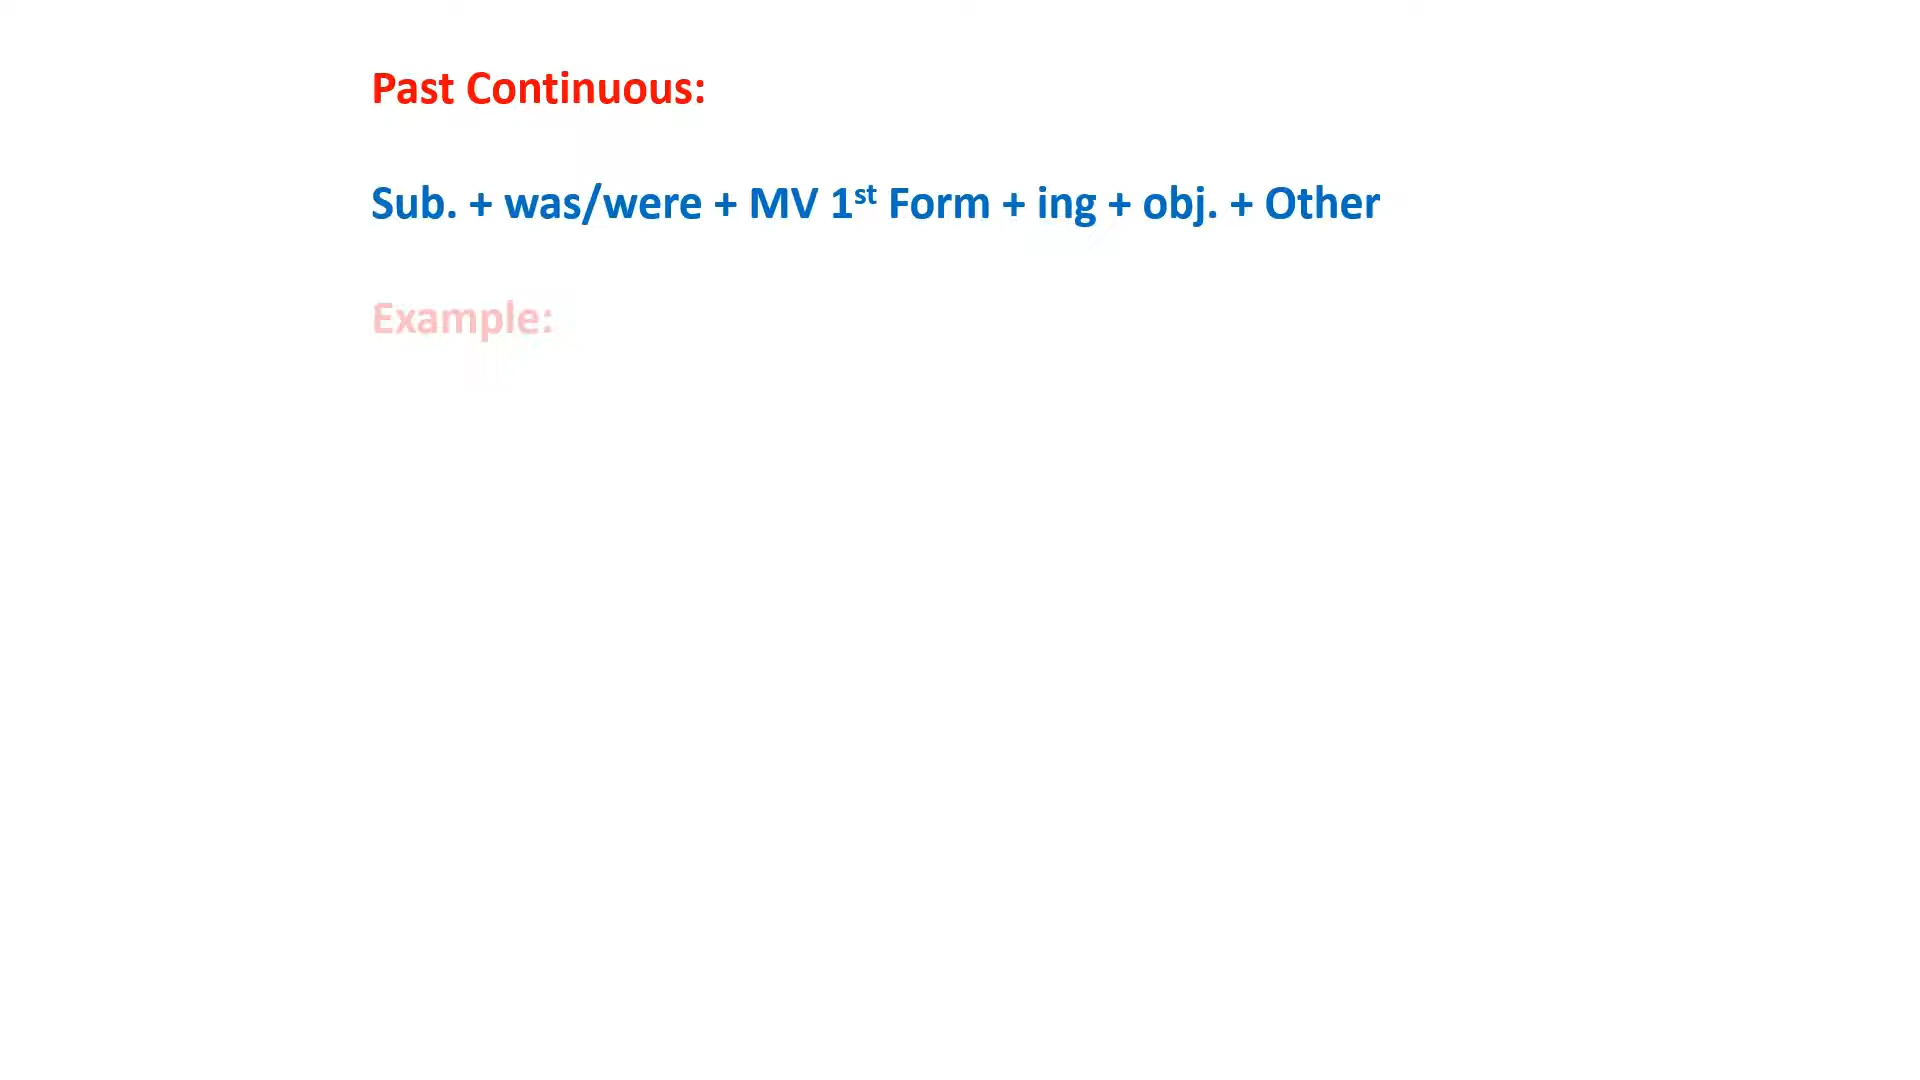 Past Continuous:
Sub. + was/were + MV 1st Form + ing + obj. + Other
Example: